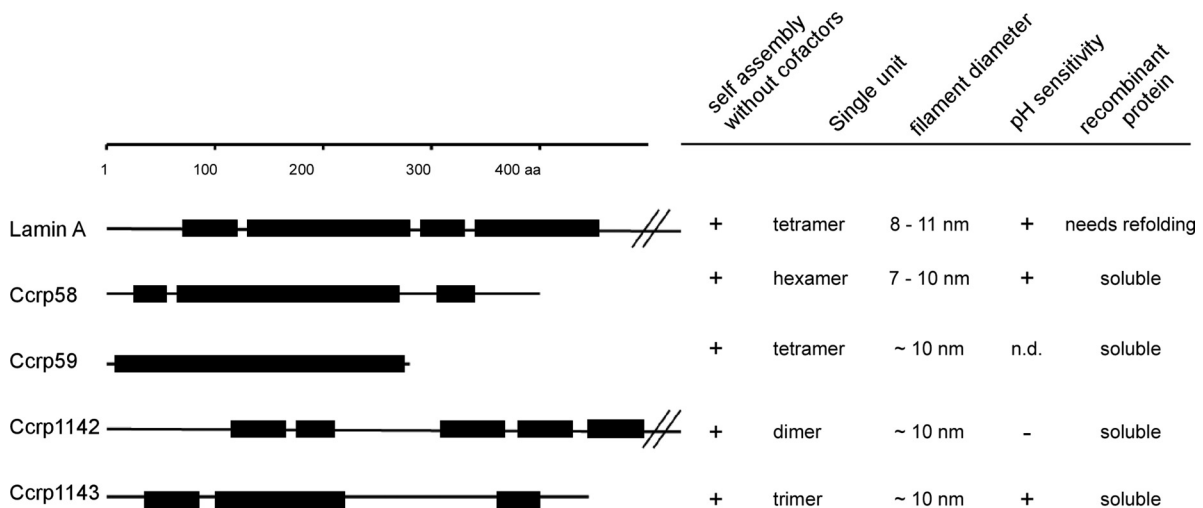 self assembly
without cofactors
Single unit
filament diameter
pH sensitivity
recombinant
protein
1 100 200 300 400 aa
Lamin A + tetramer 8 - 11 nm + needs refolding
Ccrp58 + hexamer 7 - 10 nm + soluble
Ccrp59 + tetramer ~ 10 nm n.d. soluble
Ccrp1142 + dimer ~ 10 nm - soluble
Ccrp1143 + trimer ~ 10 nm + soluble